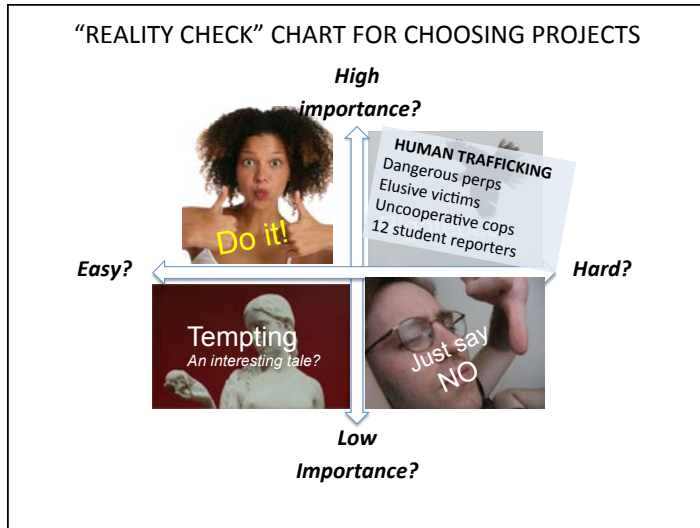 “REALITY CHECK” CHART FOR CHOOSING PROJECTS
High
importance?
Do it!
HUMAN TRAFFICKING
Dangerous perps
Elusive victims
Uncooperative cops
12 student reporters
Easy?
Hard?
Tempting
An interesting tale?
Just say
NO
Low
Importance?